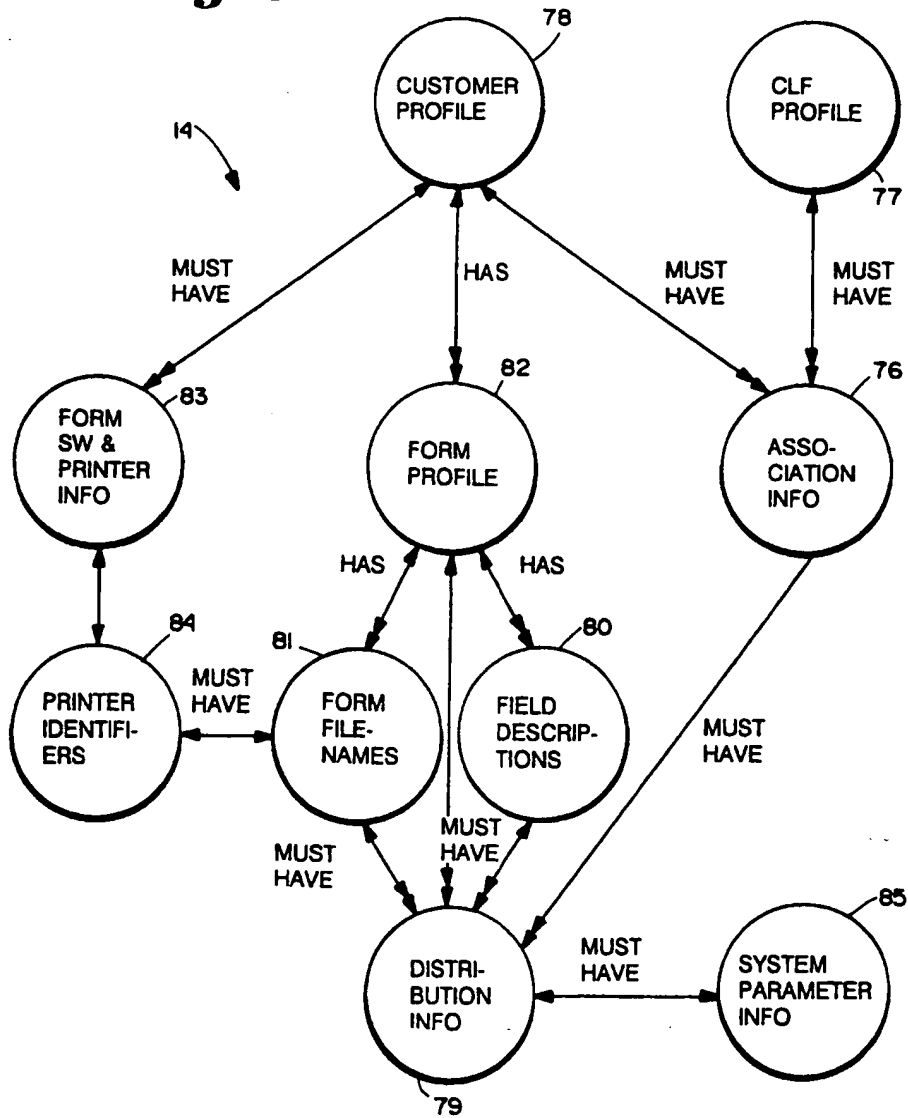 78
CUSTOMER
PROFILE
CLF
PROFILE
14
77
MUST
HAVE
HAS
MUST
HAVE
MUST
HAVE
83
82
76
FORM
SW &
PRINTER
INFO
FORM
PROFILE
ASSO-
CIATION
INFO
HAS
HAS
84
81
80
MUST
HAVE
PRINTER
IDENTIFI-
ERS
FORM
FILE-
NAMES
FIELD
DESCRIP-
TIONS
MUST
HAVE
MUST
HAVE
MUST
HAVE
85
DISTRI-
BUTION
INFO
MUST
HAVE
SYSTEM
PARAMETER
INFO
79